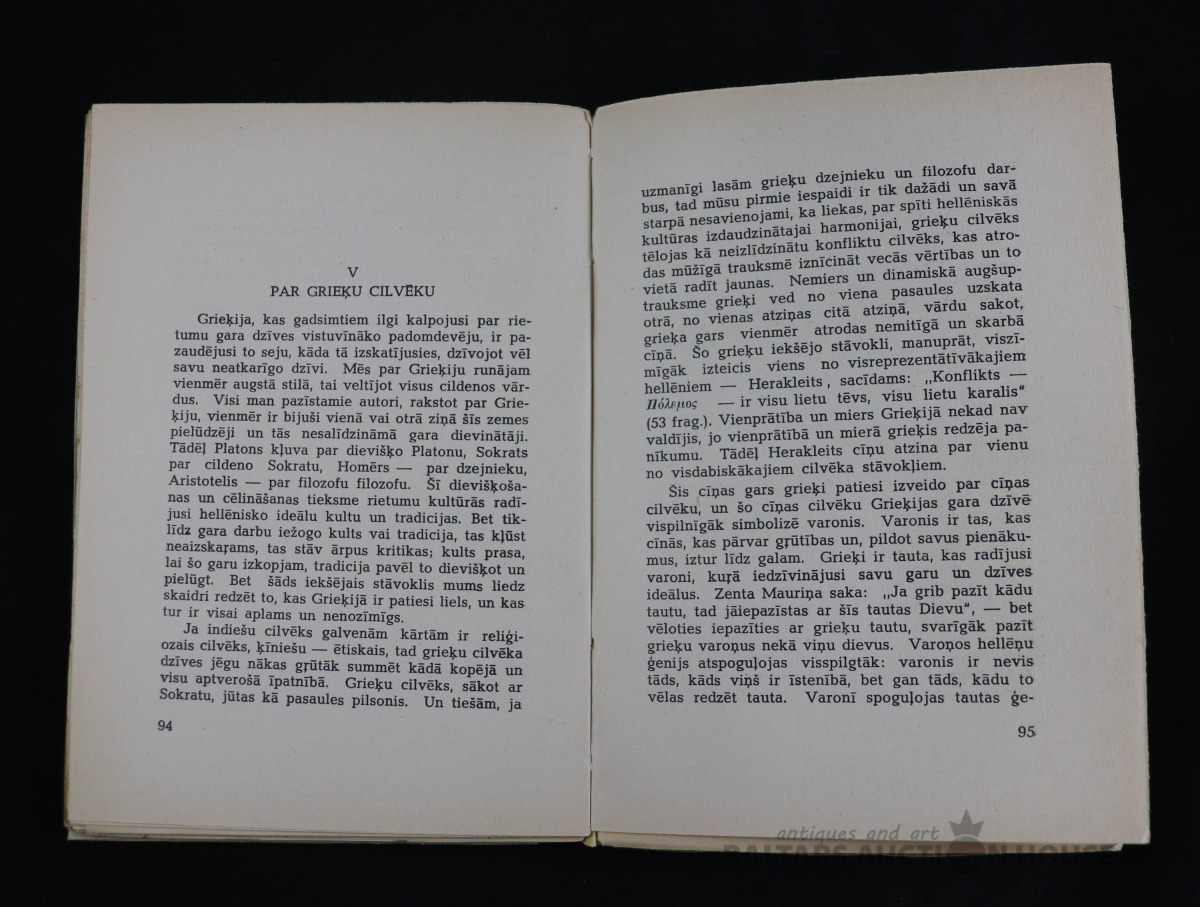 V
PAR GRIEĶU CILVĒKU
Grieķija, kas gadsimtiem ilgi kalpojusi par rie-
tumu gara dzīves vistuvīnāko padomdevēju, ir pa-
zaudējusi to seju, kāda tā izskatījusies, dzīvojot vēl
savu neatkarīgo dzīvi. Mēs par Grieķiju runājam
vienmēr augstā stilā, tai veltījot visus cildenos vār-
dus. Visi man pazīstamie autori, rakstot par Grie-
ķiju, vienmēr ir bijuši vienā vai otrā ziņā šīs zemes
pielūdzēji un tās nesalīdzināmā gara dievinātāji.
Tādēļ Platons kļuva par dievišķo Platonu, Sokrats
par cildeno Sokratu, Homērs — par dzejnieku,
Aristotelis — par filozofu filozofu. Šī dievišķoša-
nas un cēlināšanas tieksme rietumu kultūrās radī-
jusi hellēnisko ideālu kultu un tradicijas. Bet tik-
līdz gara darbu iežogo kults vai tradicija, tas kļūst
neaizskaŗams, tas stāv ārpus kritikas; kults prasa,
lai šo garu izkopjam, tradicija pavēl to dievišķot un
pielūgt. Bet šāds iekšējais stāvoklis mums liedz
skaidri redzēt to, kas Grieķijā ir patiesi liels, un kas
tur ir visai aplams un nenozīmīgs.
Ja indiešu cilvēks galvenām kārtām ir reliģi-
ozais cilvēks, ķīniešu — ētiskais, tad grieķu cilvēka
dzīves jēgu nākas grūtāk summēt kādā kopējā un
visu aptverošā īpatnībā. Grieķu cilvēks, sākot ar
Sokratu, jūtas kā pasaules pilsonis. Un tiešām, ja
94
uzmanīgi lasām grieķu dzejnieku un filozofu dar-
bus, tad mūsu pirmie iespaidi ir tik dažādi un savā
starpā nesavienojami, ka liekas, par spīti hellēniskās
kultūras izdaudzinātajai harmonijai, grieķu cilvēks
tēlojas kā neizlīdzinātu konfliktu cilvēks, kas atro-
das mūžīgā trauksmē iznīcināt vecās vērtības un to
vietā radīt jaunas. Nemiers un dinamiskā augšup-
trauksme grieķi ved no viena pasaules uzskata
otrā, no vienas atziņas citā atziņā, vārdu sakot,
grieķa gars vienmēr atrodas nemitīgā un skarbā
cīņā. Šo grieķu iekšējo stāvokli, manuprāt, viszī-
mīgāk izteicis viens no visreprezentātīvākajiem
hellēniem — Herakleits, sacīdams: „Konflikts —
Πόλεμος — ir visu lietu tēvs, visu lietu karalis"
(53 frag.). Vienprātība un miers Grieķijā nekad nav
valdījis, jo vienprātībā un mierā grieķis redzēja pa-
nīkumu. Tādēļ Herakleits cīņu atzina par vienu
no visdabiskākajiem cilvēka stāvokļiem.
Šis cīņas gars grieķi patiesi izveido par cīņas
cilvēku, un šo cīņas cilvēku Grieķijas gara dzīvē
vispilnīgāk simbolizē varonis. Varonis ir tas, kas
cīnās, kas pārvar grūtības un, pildot savus pienāku-
mus, iztur līdz galam. Grieķi ir tauta, kas radījusi
varoni, kuŗā iedzīvinājusi savu garu un dzīves
ideālus. Zenta Mauriņa saka: „Ja grib pazīt kādu
tautu, tad jāiepazīstas ar šīs tautas Dievu", — bet
vēloties iepazīties ar grieķu tautu, svarīgāk pazīt
grieķu varoņus nekā viņu dievus. Varoņos hellēņu
ģenijs atspoguļojas visspilgtāk: varonis ir nevis
tāds, kāds viņš ir īstenībā, bet gan tāds, kādu to
vēlas redzēt tauta. Varonī spoguļojas tautas ģe-
95
antiques and art
BALTARS AUCTION HOUSE